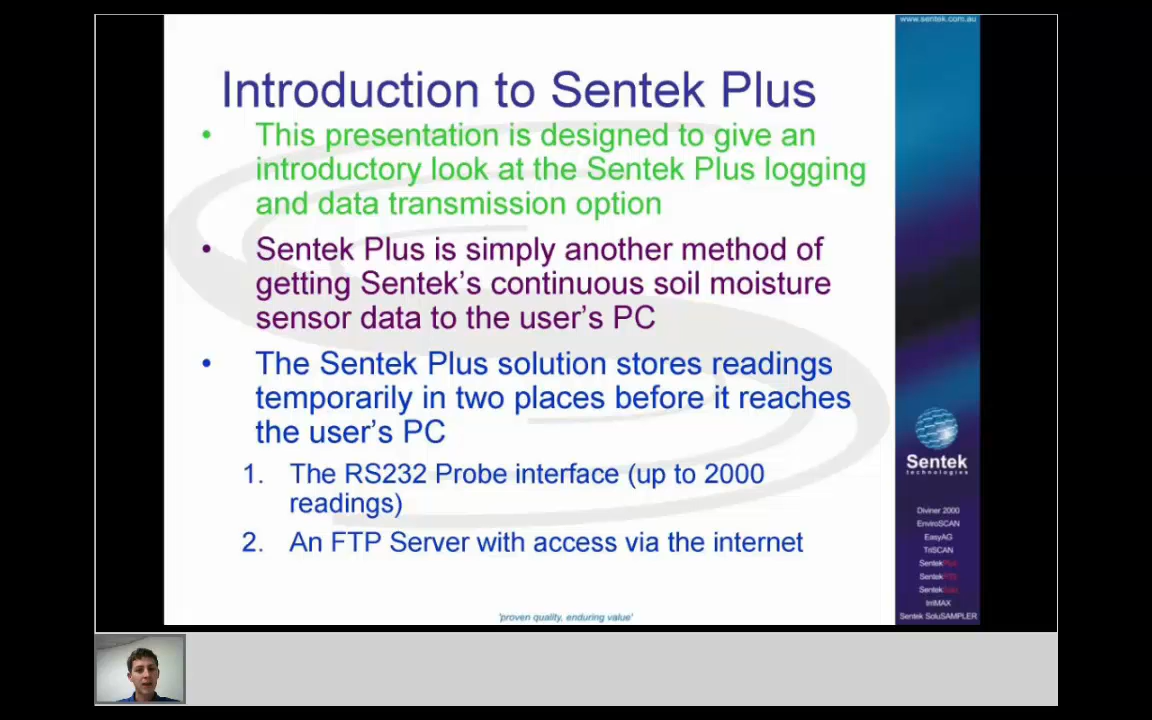 www.sentek.com.au
Introduction to Sentek Plus
• This presentation is designed to give an
introductory look at the Sentek Plus logging
and data transmission option
• Sentek Plus is simply another method of
getting Sentek's continuous soil moisture
sensor data to the user's PC
• The Sentek Plus solution stores readings
temporarily in two places before it reaches
the user's PC
1. The RS232 Probe interface (up to 2000
readings)
2. An FTP Server with access via the internet
'proven quality, enduring value'
Sentek
technologies
Diviner 2000
EnviroSCAN
EasyAG
TriSCAN
SentekPlus
Sentek
Sentek
IrriMAX
Sentek SoluSAMPLER